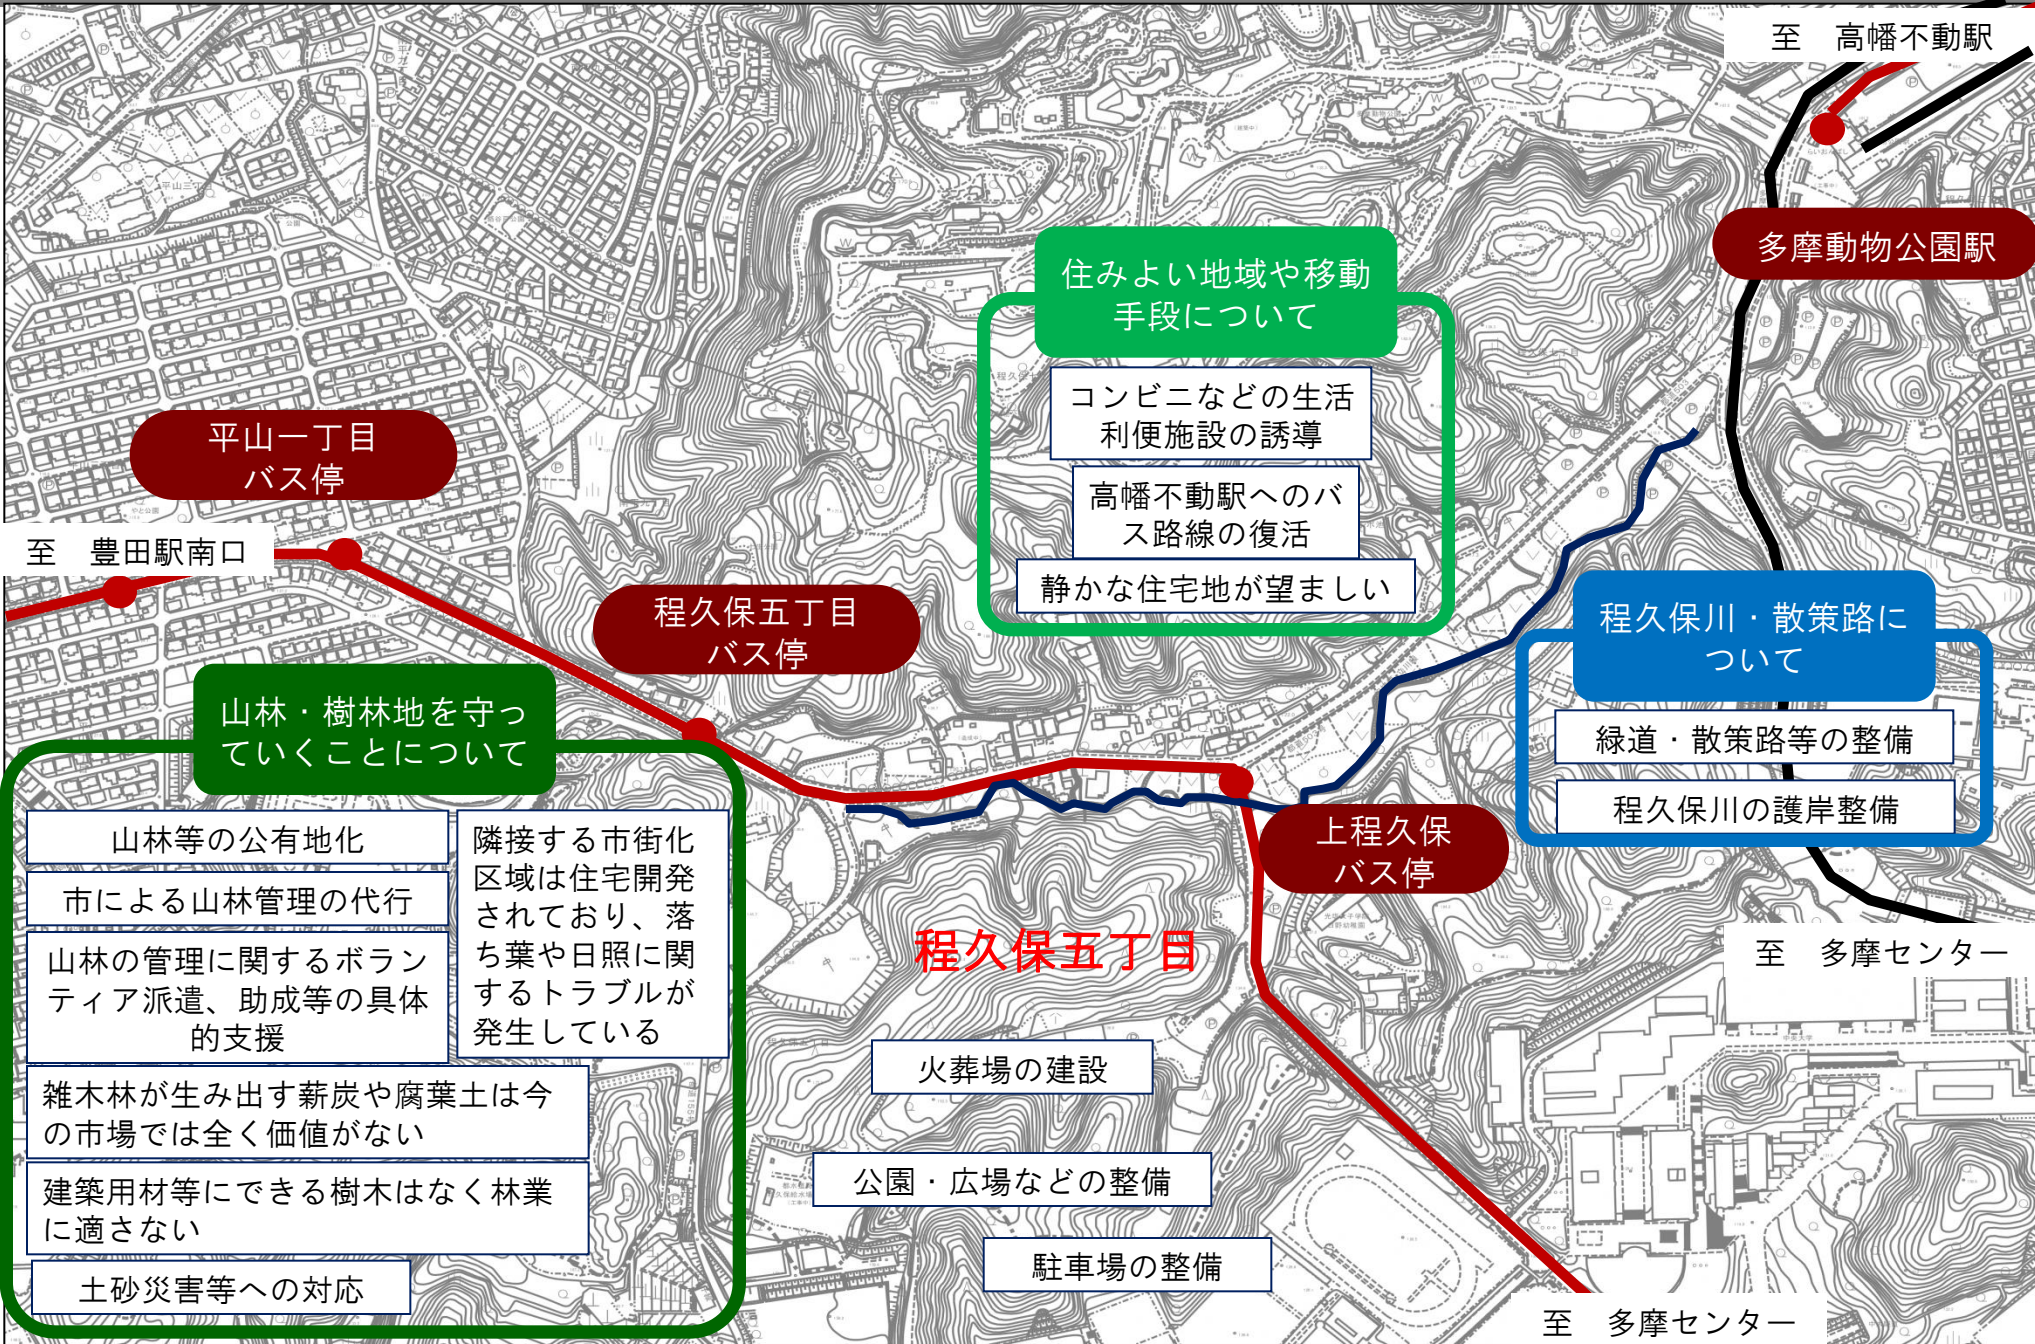 至 高幡不動駅
多摩動物公園駅
住みよい地域や移動
手段について
コンビニなどの生活
利便施設の誘導
高幡不動駅へのバ
ス路線の復活
静かな住宅地が望ましい
平山一丁目
バス停
至 豊田駅南口
程久保五丁目
バス停
程久保川・散策路に
ついて
緑道・散策路等の整備
程久保川の護岸整備
山林・樹林地を守っ
ていくことについて
山林等の公有地化
市による山林管理の代行
山林の管理に関するボラン
ティア派遣、助成等の具体
的支援
隣接する市街化
区域は住宅開発
されており、落
ち葉や日照に関
するトラブルが
発生している
雑木林が生み出す薪炭や腐葉土は今
の市場では全く価値がない
建築用材等にできる樹木はなく林業
に適さない
土砂災害等への対応
上程久保
バス停
程久保五丁目
火葬場の建設
公園・広場などの整備
駐車場の整備
至 多摩センター
至 多摩センター